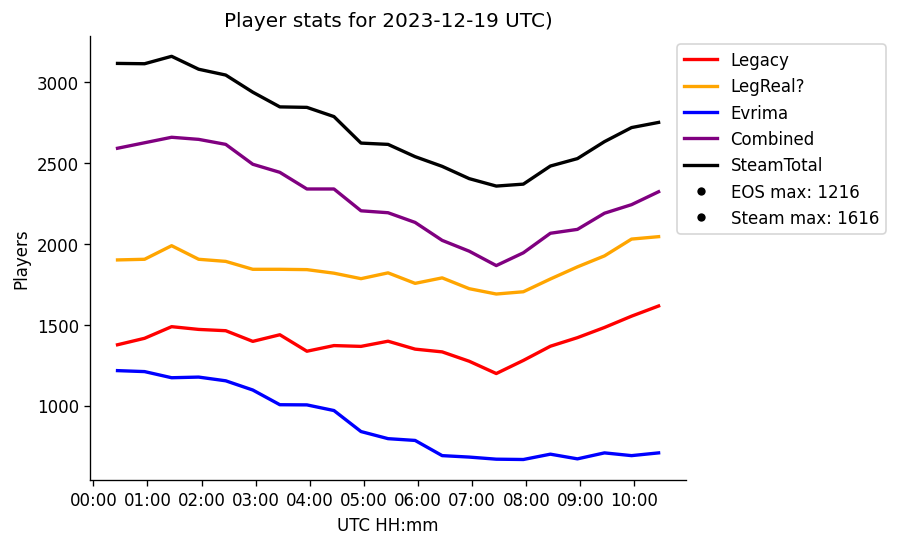 Player stats for 2023-12-19 UTC)
Legacy
LegReal?
Evrima
Combined
SteamTotal
EOS max: 1216
Steam max: 1616
3000
2500
2000
1500
1000
Players
00:00 01:00 02:00 03:00 04:00 05:00 06:00 07:00 08:00 09:00 10:00
UTC HH:mm